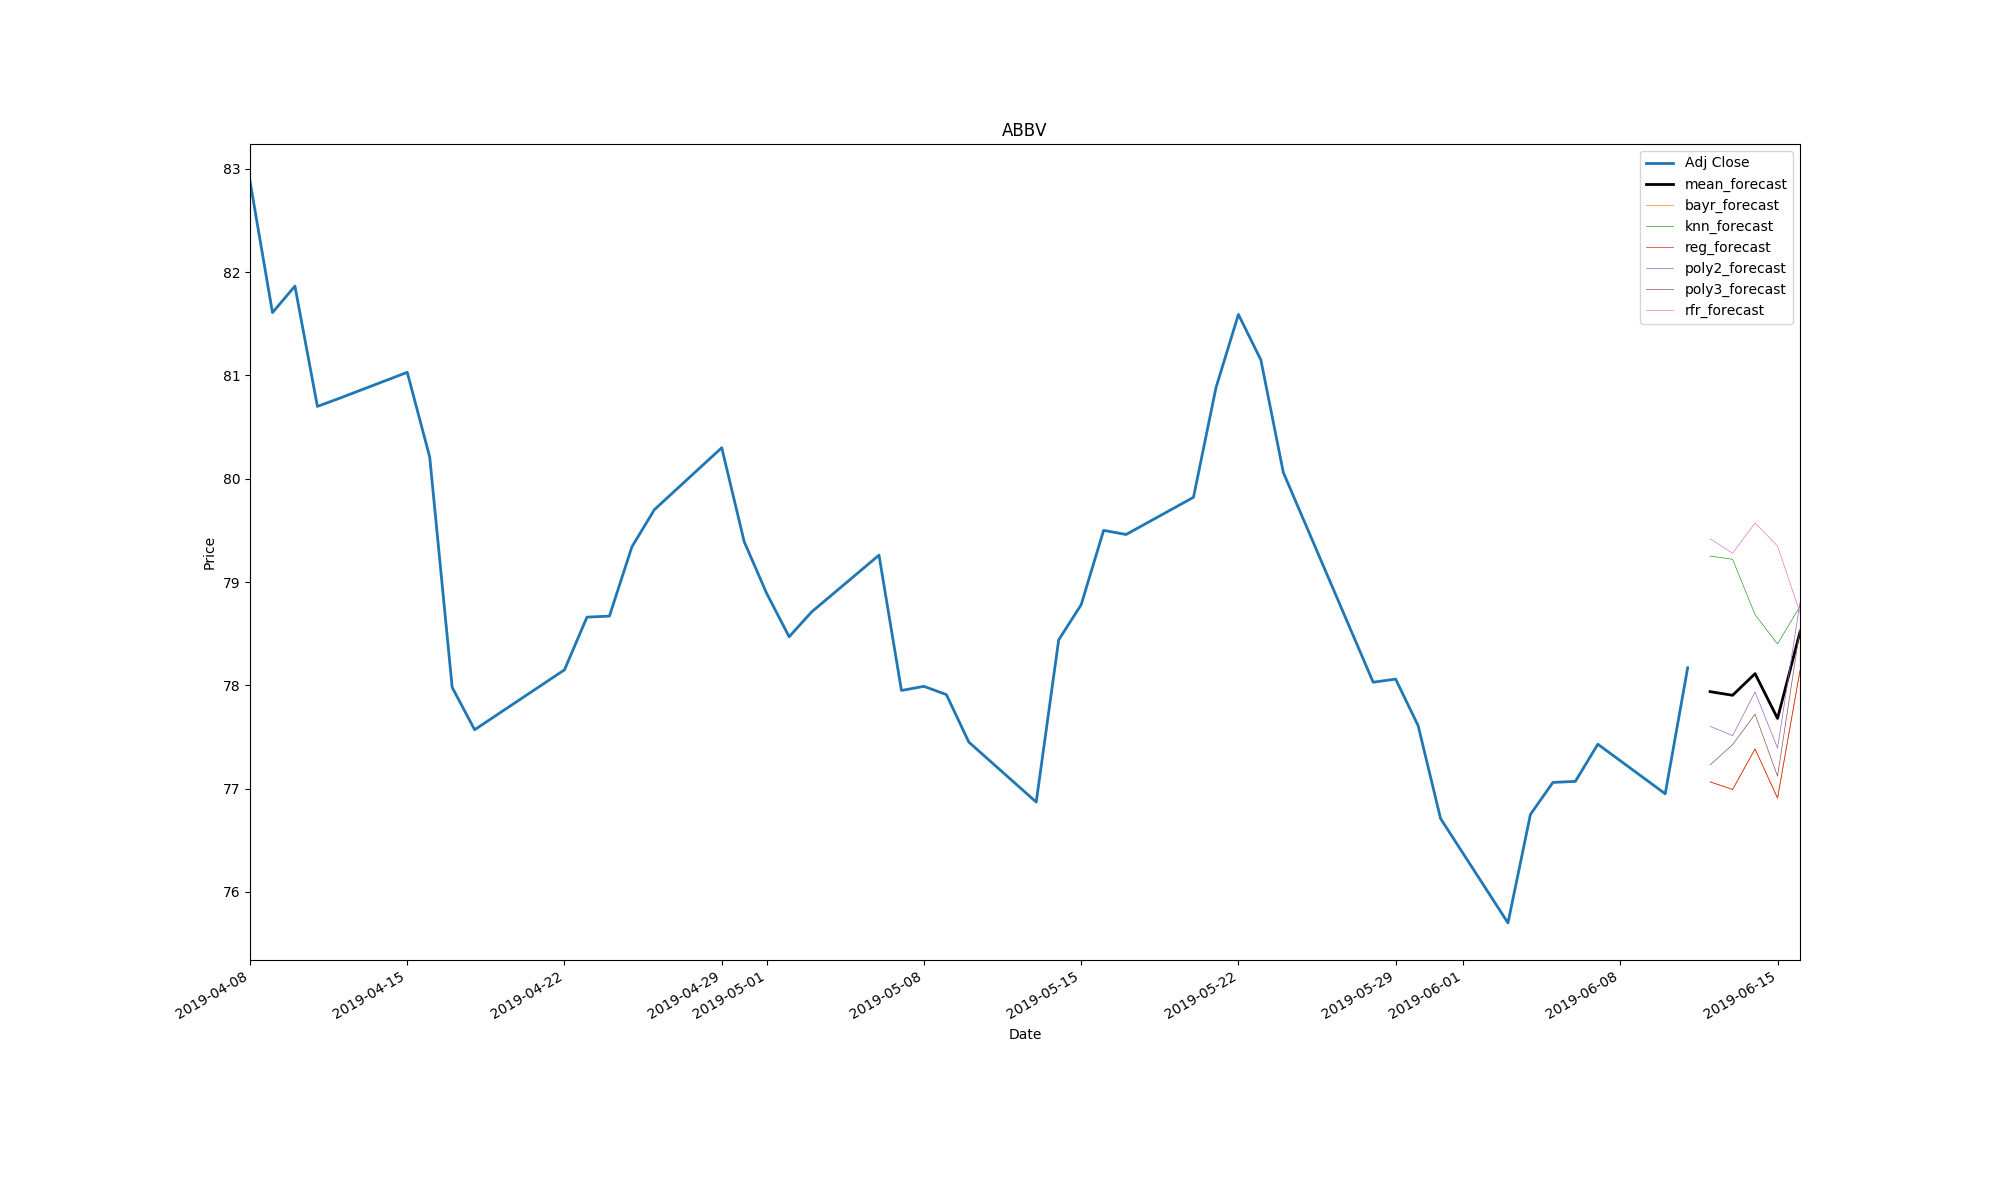 ABBV
83
82
81
80
79
78
77
76
Price
Adj Close
mean_forecast
bayr_forecast
knn_forecast
reg_forecast
poly2_forecast
poly3_forecast
rfr_forecast
2019-04-08
2019-04-15
2019-04-22
2019-04-29
2019-05-01
2019-05-08
2019-05-15
2019-05-22
2019-05-29
2019-06-01
2019-06-08
2019-06-15
Date